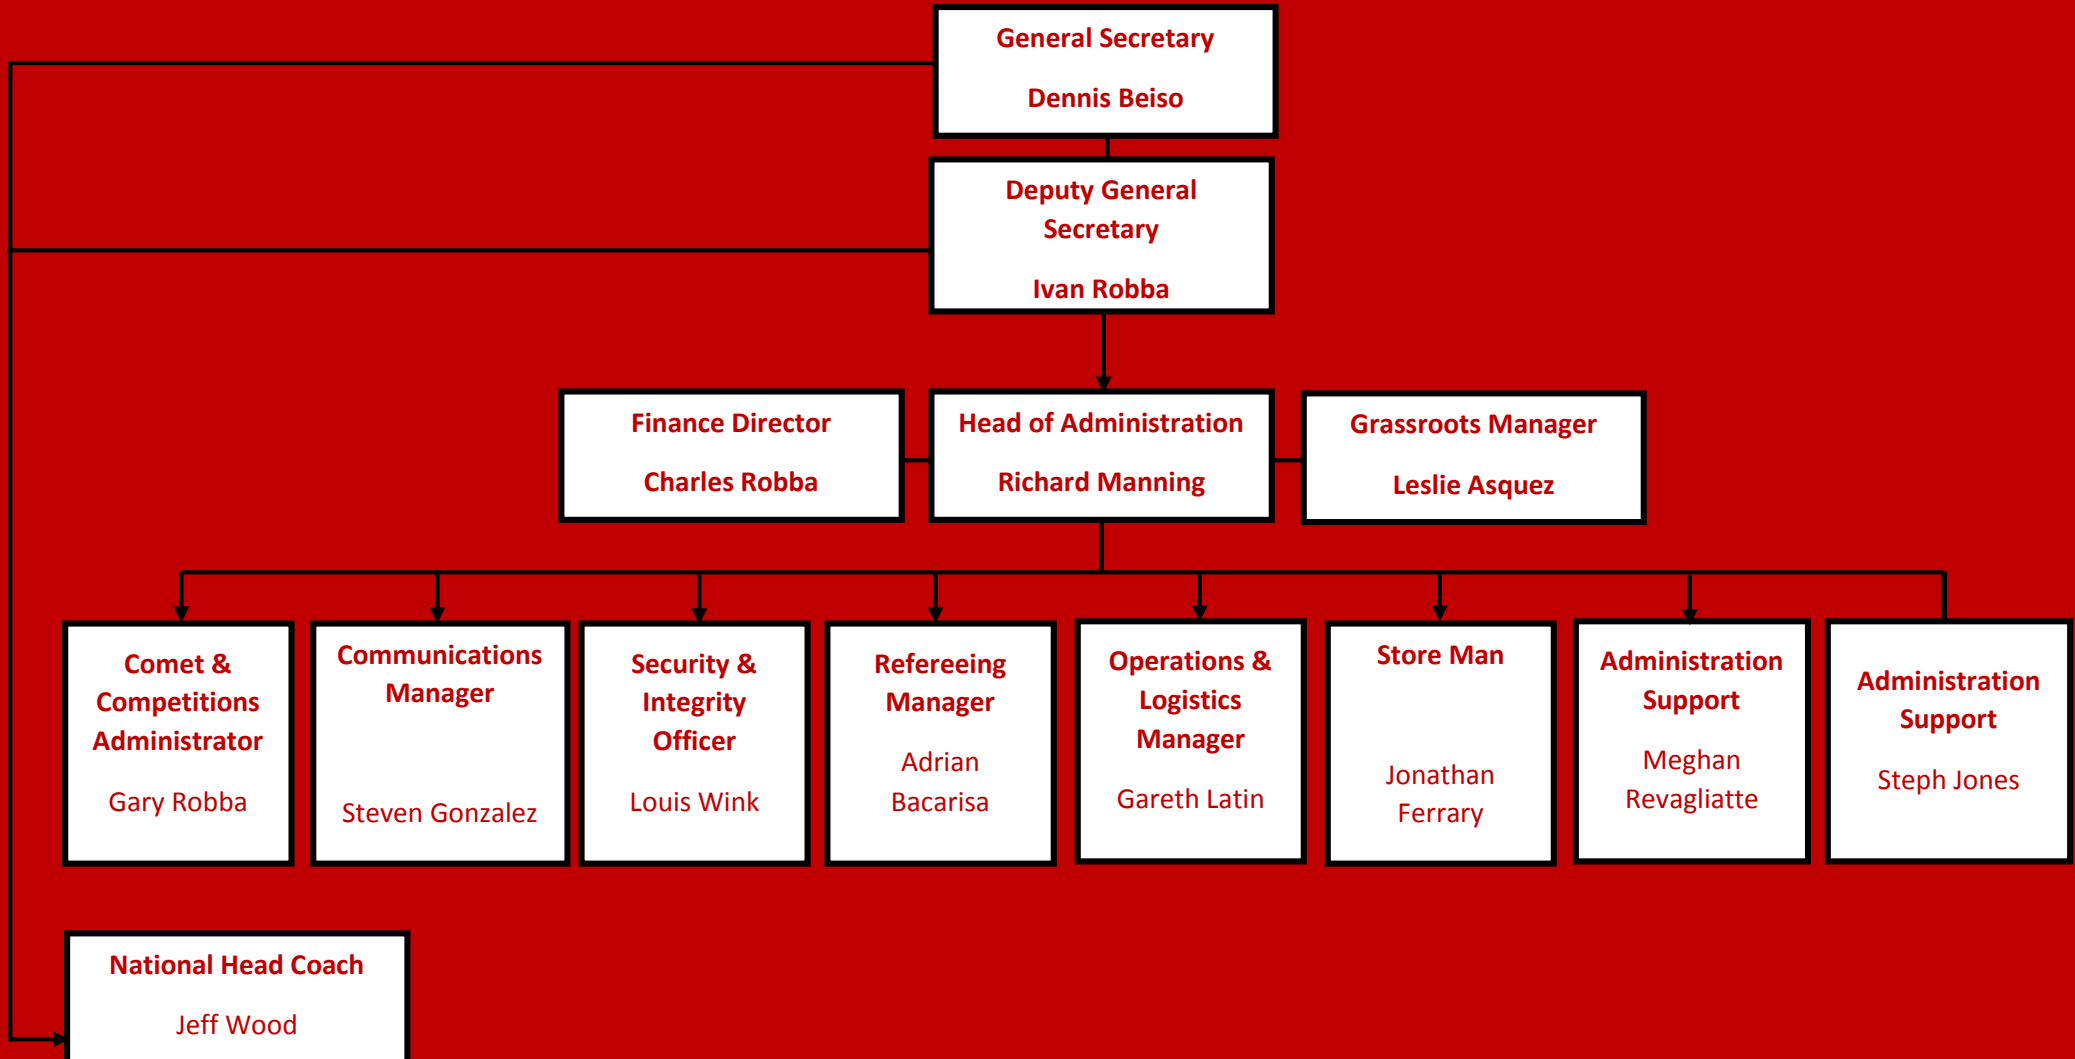 General Secretary
Dennis Beiso
Deputy General
Secretary
Ivan Robba
Finance Director
Charles Robba
Head of Administration
Richard Manning
Grassroots Manager
Leslie Asquez
Comet &
Competitions
Administrator
Gary Robba
Communications
Manager
Steven Gonzalez
Security &
Integrity
Officer
Louis Wink
Refereeing
Manager
Adrian
Bacarisa
Operations &
Logistics
Manager
Gareth Latin
Store Man
Jonathan
Ferrary
Administration
Support
Meghan
Revagliatte
Administration
Support
Steph Jones
National Head Coach
Jeff Wood